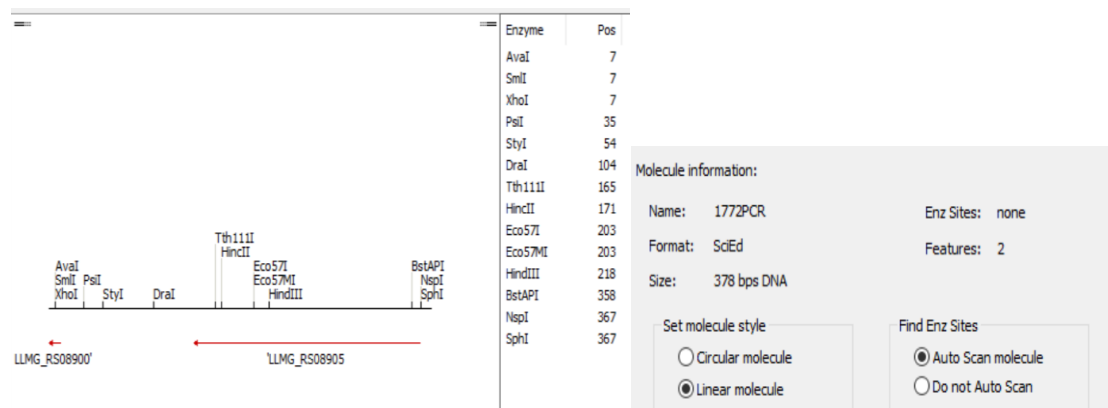 Enzyme Pos
AvaI 7
SmlI 7
XhoI 7
PsiI 35
StyI 54
DraI 104
Tth111I 165
HincII 171
Eco57I 203
Eco57MI 203
HindIII 218
BstAPI 358
NspI 367
SphI 367
Tth111I
HincII
AvaI Eco57I BstAPI
SmlI PsiI Eco57MI NspI
XhoI StyI DraI HindIII SphI
LLMG_RS08900' 'LLMG_RS08905
Molecule information:
Name: 1772PCR Enz Sites: none
Format: SciEd Features: 2
Size: 378 bps DNA
Set molecule style Find Enz Sites
Circular molecule Auto Scan molecule
Linear molecule Do not Auto Scan